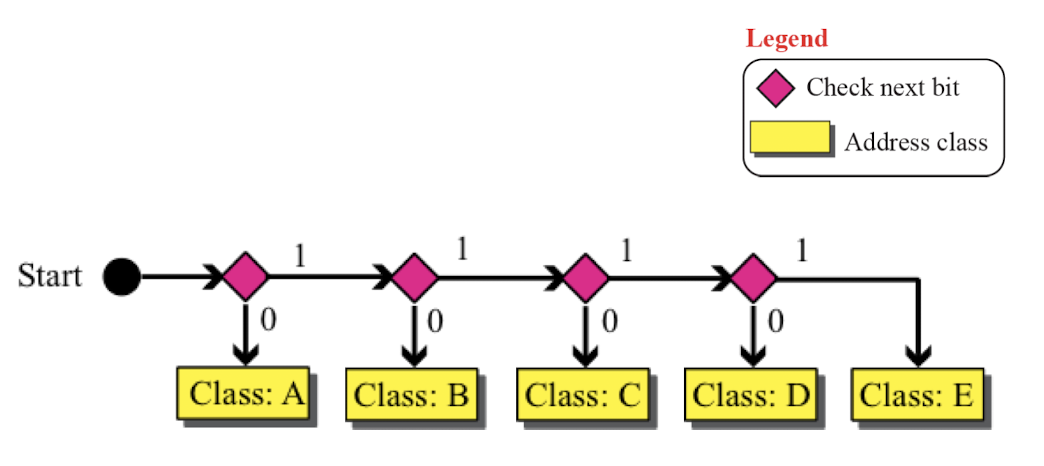 Legend
Check next bit
Address class
Start
1
1
1
1
0
0
0
0
Class: A
Class: B
Class: C
Class: D
Class: E